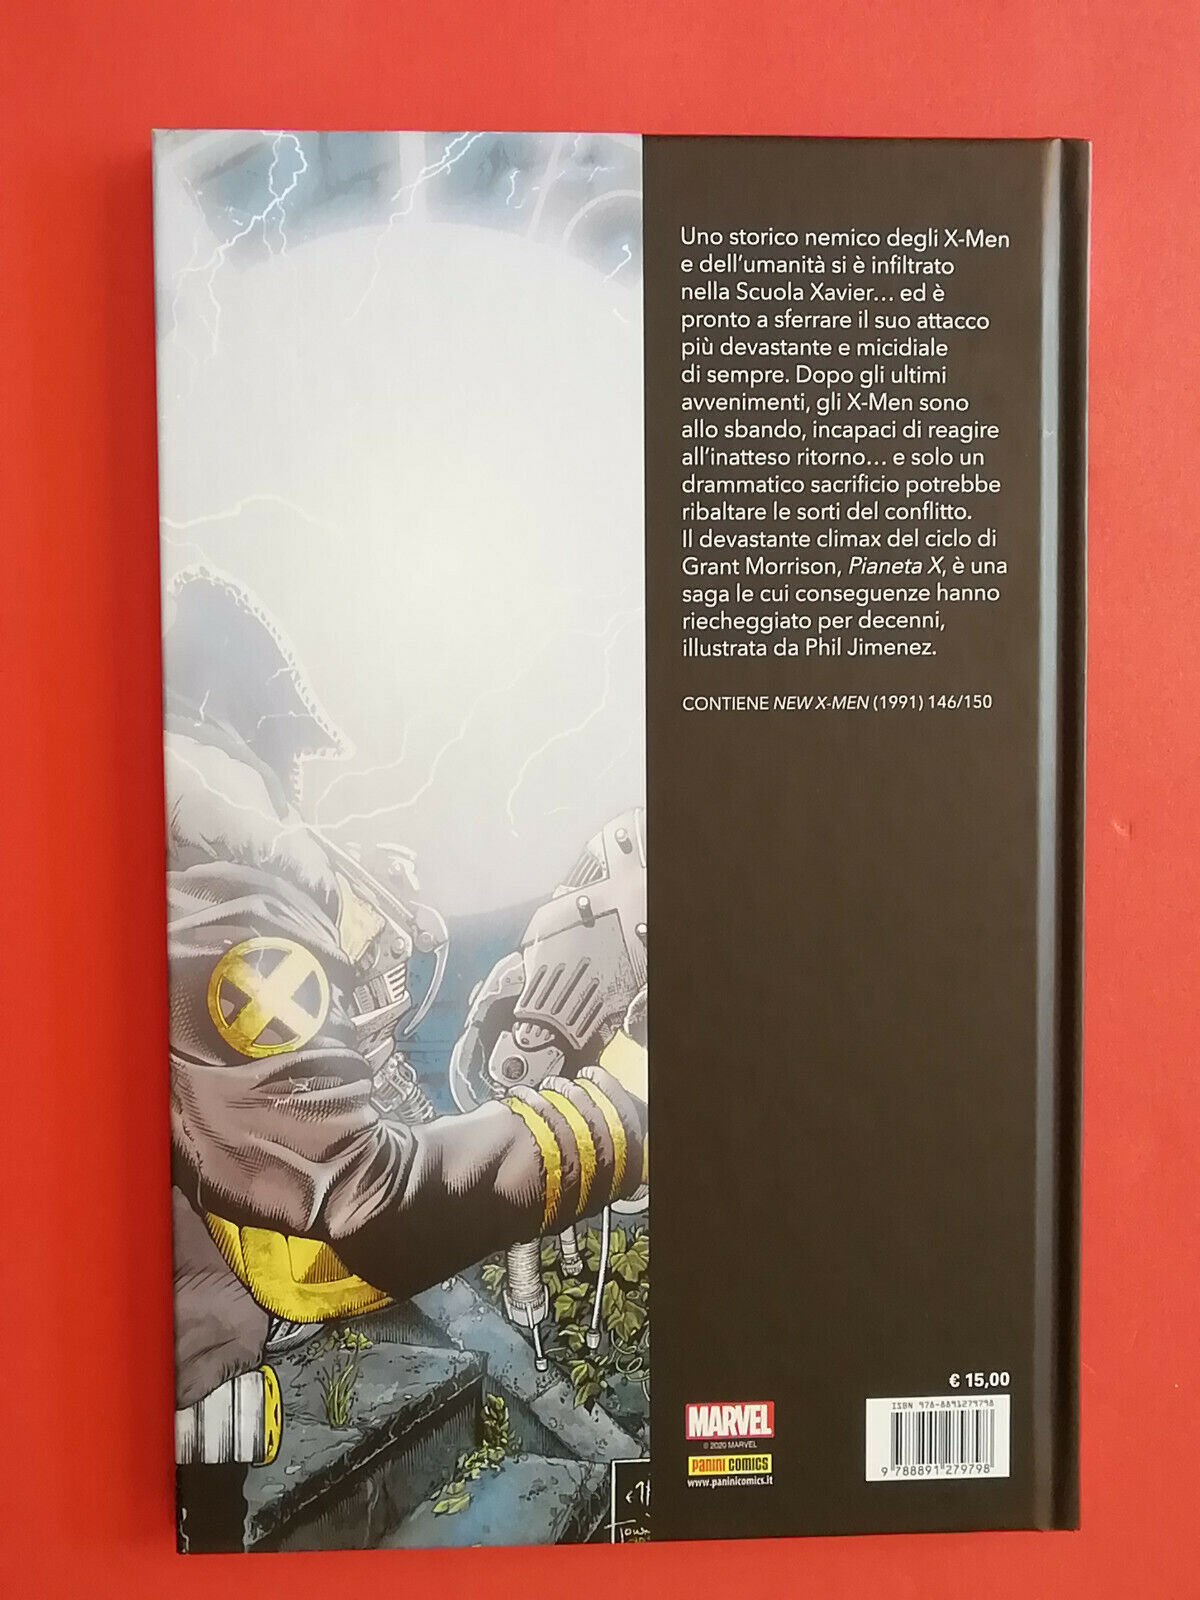 Uno storico nemico degli X-Men
e dell'umanità si è infiltrato
nella Scuola Xavier... ed è
pronto a sferrare il suo attacco
più devastante e micidiale
di sempre. Dopo gli ultimi
avvenimenti, gli X-Men sono
allo sbando, incapaci di reagire
all'inatteso ritorno... e solo un
drammatico sacrificio potrebbe
ribaltare le sorti del conflitto.
Il devastante climax del ciclo di
Grant Morrison, Pianeta X, è una
saga le cui conseguenze hanno
riecheggiato per decenni,
illustrata da Phil Jimenez.
CONTIENE NEW X-MEN (1991) 146/150
€ 15,00
MARVEL
© 2020 MARVEL
PANINI COMICS
www.paninicomics.it
ISBN 978-8891279798
9 788891 279798